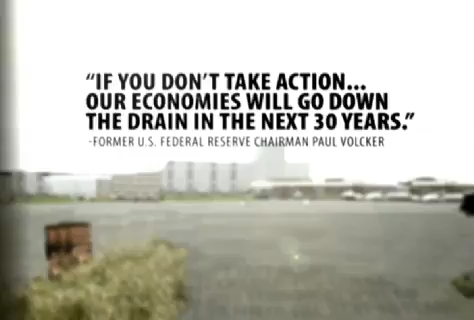 “IF YOU DON’T TAKE ACTION...
OUR ECONOMIES WILL GO DOWN
THE DRAIN IN THE NEXT 30 YEARS.”
-FORMER U.S. FEDERAL RESERVE CHAIRMAN PAUL VOLCKER